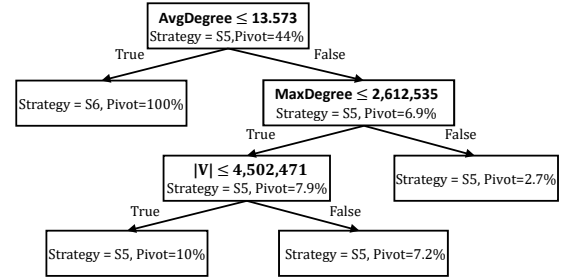 AvgDegree ≤ 13.573
Strategy = S5,Pivot=44%
True
False
Strategy = S6, Pivot=100%
MaxDegree ≤ 2,612,535
Strategy = S5, Pivot=6.9%
True
False
|V| ≤ 4,502,471
Strategy = S5, Pivot=7.9%
Strategy = S5, Pivot=2.7%
True
False
Strategy = S5, Pivot=10%
Strategy = S5, Pivot=7.2%